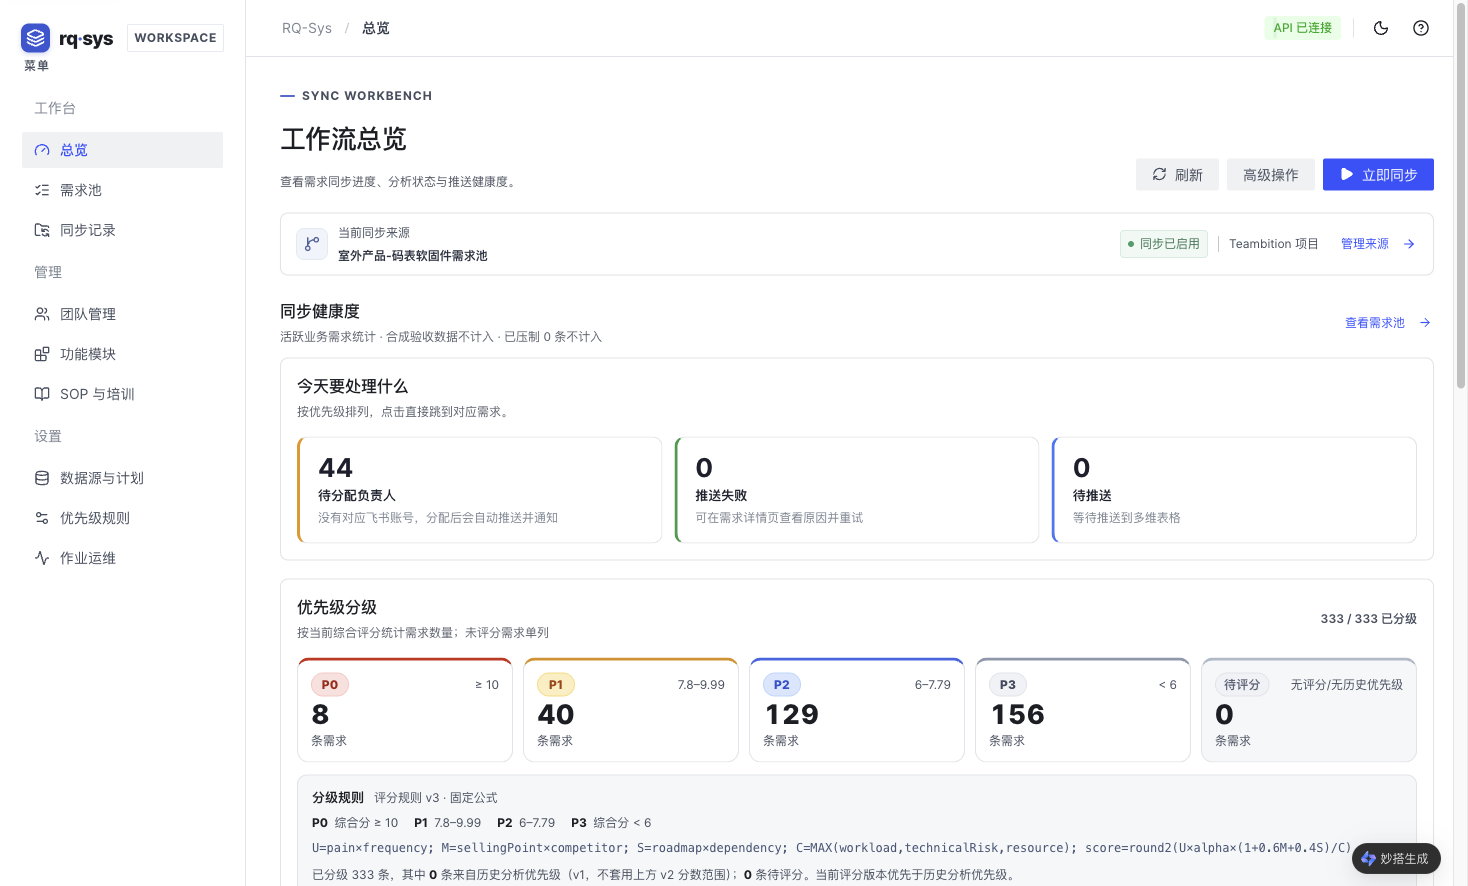 rq·sys WORKSPACE
菜单
工作台
总览
需求池
同步记录
管理
团队管理
功能模块
SOP 与培训
设置
数据源与计划
优先级规则
作业运维
RQ-Sys / 总览
API 已连接
SYNC WORKBENCH
工作流总览
查看需求同步进度、分析状态与推送健康度。
刷新
高级操作
立即同步
当前同步来源
室外产品-码表软固件需求池
同步已启用
Teambition 项目
管理来源
同步健康度
活跃业务需求统计 · 合成验收数据不计入 · 已压制 0 条不计入
查看需求池
今天要处理什么
按优先级排列，点击直接跳到对应需求。
44
待分配负责人
没有对应飞书账号，分配后会自动推送并通知
0
推送失败
可在需求详情页查看原因并重试
0
待推送
等待推送到多维表格
优先级分级
按当前综合评分统计需求数量；未评分需求单列
333 / 333 已分级
P0 ≥ 10
8
条需求
P1 7.8–9.99
40
条需求
P2 6–7.79
129
条需求
P3 < 6
156
条需求
待评分 无评分/无历史优先级
0
条需求
分级规则 评分规则 v3 · 固定公式
P0 综合分 ≥ 10 P1 7.8–9.99 P2 6–7.79 P3 综合分 < 6
U=pain×frequency; M=sellingPoint×competitor; S=roadmap×dependency; C=MAX(workload,technicalRisk,resource); score=round2(U×alpha×(1+0.6M+0.4S)/C)
已分级 333 条，其中 0 条来自历史分析优先级（v1，不套用上方 v2 分数范围）；0 条待评分。当前评分版本优先于历史分析优先级。
妙搭生成